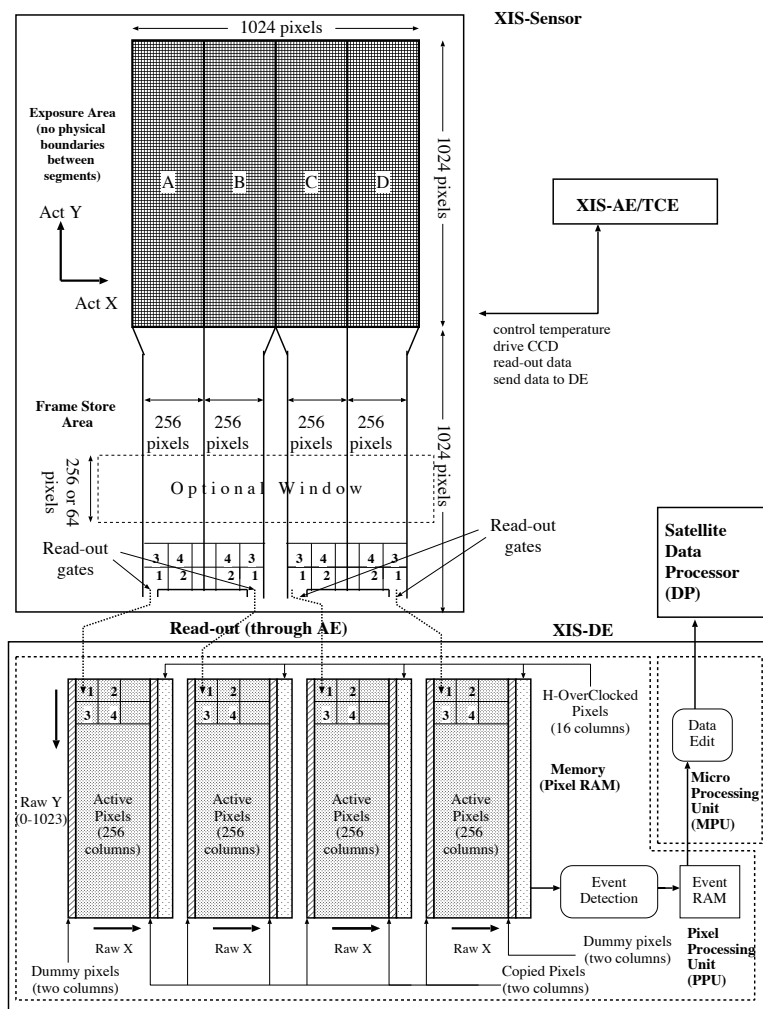 1024 pixels
XIS-Sensor
Exposure Area
(no physical
boundaries
between
segments)
A
B
C
D
1024 pixels
Act Y
Act X
XIS-AE/TCE
control temperature
drive CCD
read-out data
send data to DE
Frame Store
Area
256
pixels
256
pixels
256
pixels
256
pixels
1024 pixels
256 or 64
pixels
Optional Window
Read-out
gates
3 4 4 3
1 2 2 1
3 4 4 3
1 2 2 1
Read-out
gates
Satellite
Data
Processor
(DP)
Read-out (through AE)
XIS-DE
1 2
3 4
1 2
3 4
1 2
3 4
1 2
3 4
H-OverClocked
Pixels
(16 columns)
Memory
(Pixel RAM)
Data
Edit
Micro
Processing
Unit
(MPU)
Raw Y
(0-1023)
Active
Pixels
(256
columns)
Active
Pixels
(256
columns)
Active
Pixels
(256
columns)
Active
Pixels
(256
columns)
Event
Detection
Event
RAM
Raw X
Raw X
Raw X
Raw X
Dummy pixels
(two columns)
Dummy pixels
(two columns)
Copied Pixels
(two columns)
Pixel
Processing
Unit
(PPU)